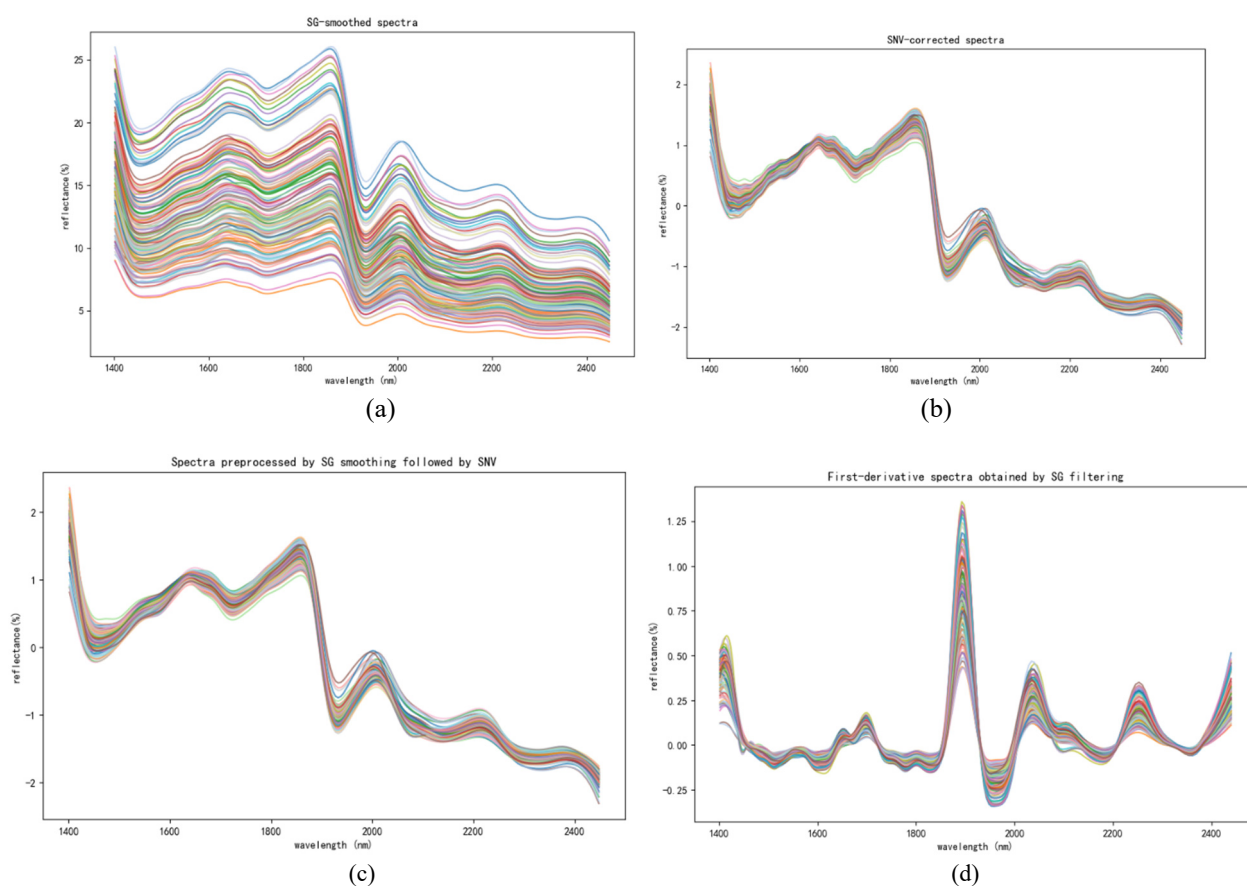 SG-smoothed spectra
25
20
15
10
5
reflectance(%)
1400 1600 1800 2000 2200 2400
wavelength (nm)
(a)
SNV-corrected spectra
2
1
0
−1
−2
reflectance(%)
1400 1600 1800 2000 2200 2400
wavelength (nm)
(b)
Spectra preprocessed by SG smoothing followed by SNV
2
1
0
−1
−2
reflectance(%)
1400 1600 1800 2000 2200 2400
wavelength (nm)
(c)
First-derivative spectra obtained by SG filtering
1.25
1.00
0.75
0.50
0.25
0.00
−0.25
reflectance(%)
1400 1600 1800 2000 2200 2400
wavelength (nm)
(d)